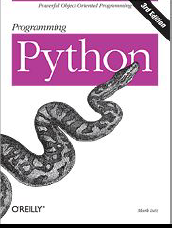 Powerful Object-Oriented Programming
3rd Edition
Programming
Python
O'REILLY®
Mark Lutz